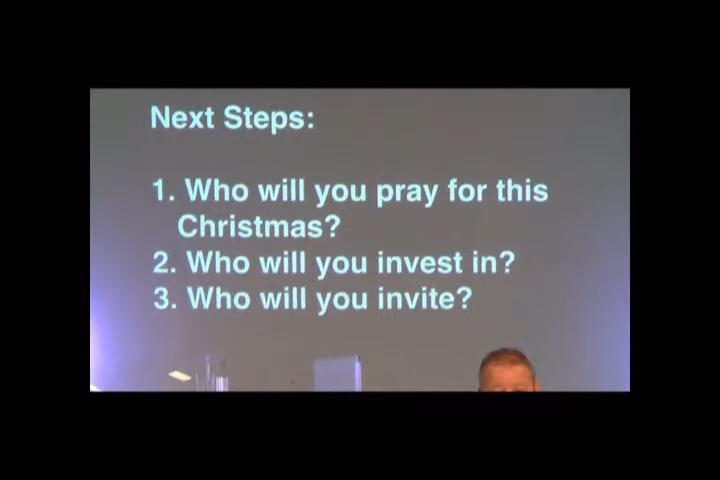 Next Steps:
1. Who will you pray for this
Christmas?
2. Who will you invest in?
3. Who will you invite?